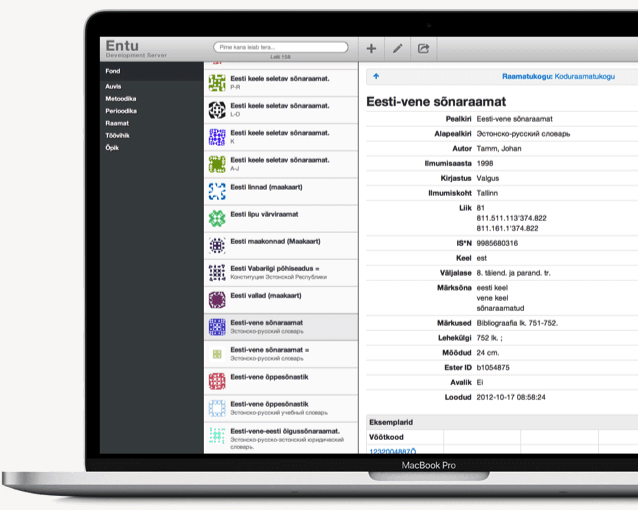 Entu
Development Server
Pime kana leiab tera...
Leiti 158
Fond
Auvis
Metoodika
Perioodika
Raamat
Töövihik
Õpik
Eesti keele seletav sõnaraamat.
P-R
Eesti keele seletav sõnaraamat.
L-O
Eesti keele seletav sõnaraamat.
K
Eesti keele seletav sõnaraamat.
A-J
Eesti linnad (maakaart)
Eesti lipu värviraamat
Eesti maakonnad (Maakaart)
Eesti Vabariigi põhiseadus =
Конституция Эстонской Республики
Eesti vallad (maakaart)
Eesti-vene sõnaraamat
Эстонско-русский словарь
Eesti-vene sõnaraamat =
Эстонско-русский словарь
Eesti-vene õppesõnastik
Eesti-vene õppesõnastik
Эстонско-русский учебный словарь
Eesti-vene-eesti õigussõnaraamat.
Эстонско-русско-эстонский юридический
словарь.
Raamatukogu: Koduraamatukogu
Eesti-vene sõnaraamat
Pealkiri Eesti-vene sõnaraamat
Alapealkiri Эстонско-русский словарь
Autor Tamm, Johan
Ilmumisaasta 1998
Kirjastus Valgus
Ilmumiskoht Tallinn
Liik 81
811.511.113'374.822
811.161.1'374.822
IS*N 9985680316
Keel est
Väljalase 8. täiend. ja parand. tr.
Märksõna eesti keel
vene keel
sõnaraamatud
Märkused Bibliograafia lk. 751-752.
Lehekülgi 752 lk. ;
Mõõdud 24 cm.
Ester ID b1054875
Avalik Ei
Loodud 2012-10-17 08:58:24
Eksemplarid
Vöötkood
1232004887Õ
MacBook Pro